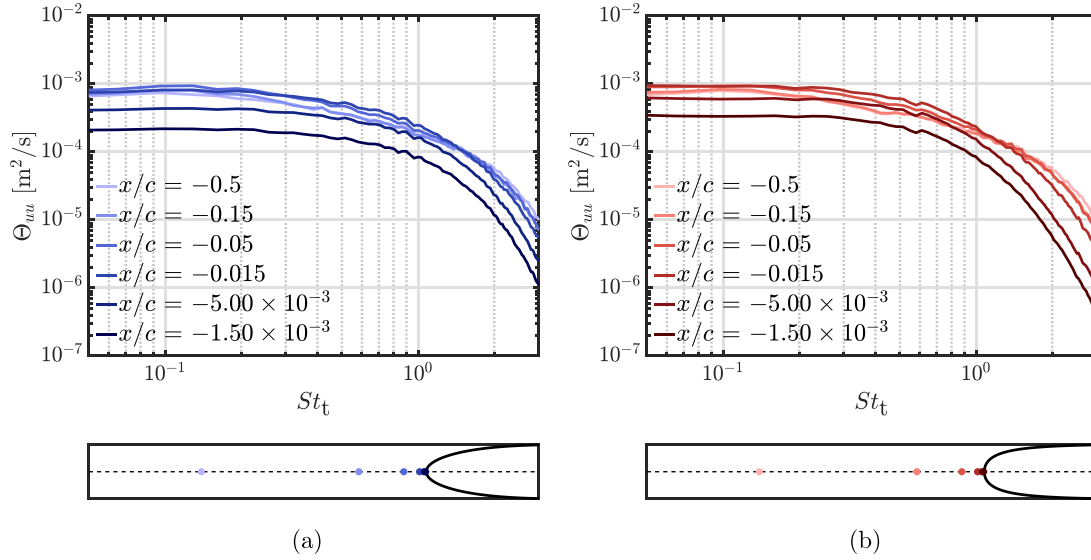 10^{-2}
10^{-3}
10^{-4}
10^{-5}
10^{-6}
10^{-7}
Θ_{uu} [m²/s]
x/c = −0.5
x/c = −0.15
x/c = −0.05
x/c = −0.015
x/c = −5.00 × 10^{-3}
x/c = −1.50 × 10^{-3}
10^{-1}
10^{0}
St_t
(a)
10^{-2}
10^{-3}
10^{-4}
10^{-5}
10^{-6}
10^{-7}
Θ_{uu} [m²/s]
x/c = −0.5
x/c = −0.15
x/c = −0.05
x/c = −0.015
x/c = −5.00 × 10^{-3}
x/c = −1.50 × 10^{-3}
10^{-1}
10^{0}
St_t
(b)